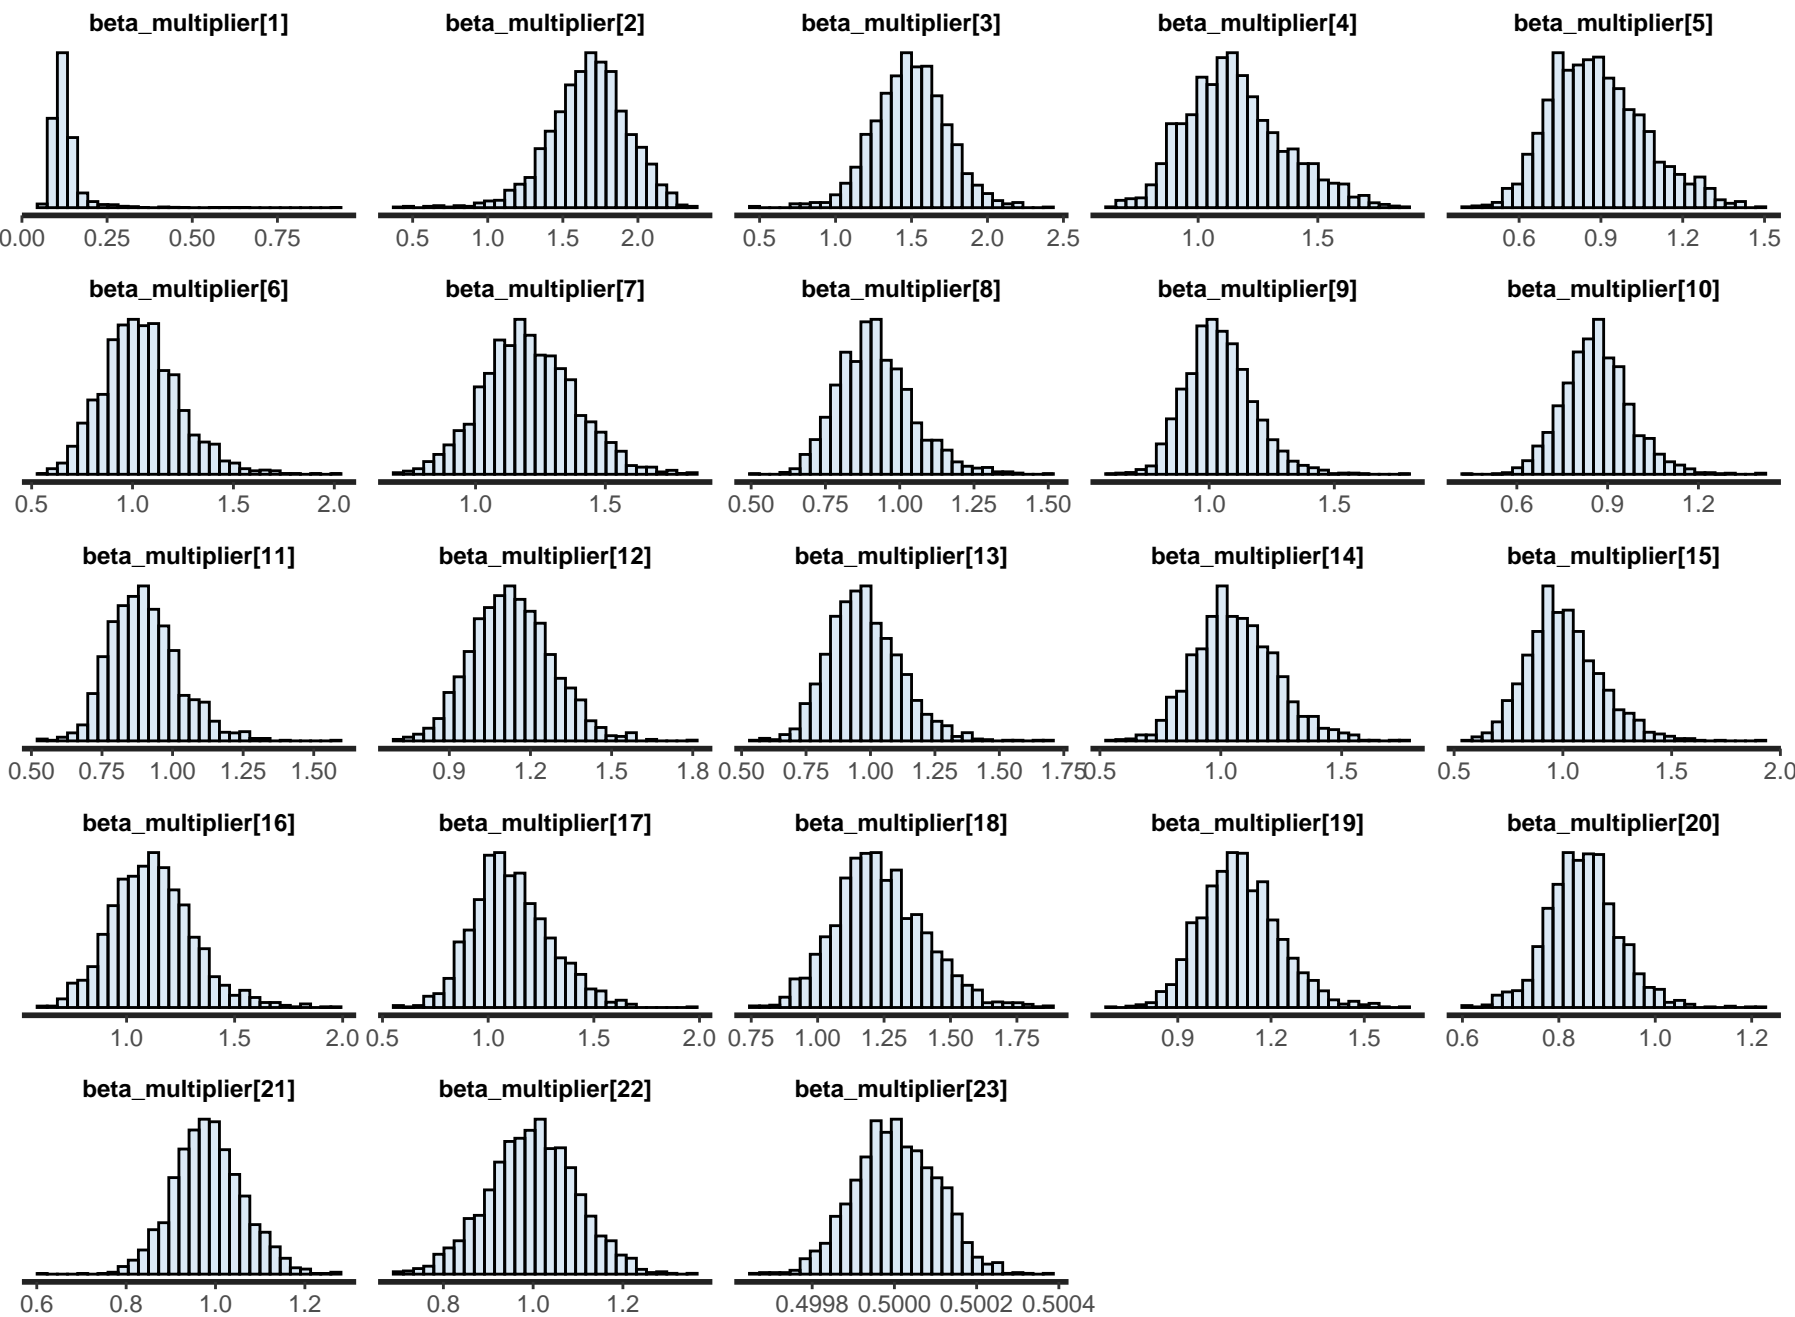 beta_multiplier[1] beta_multiplier[2] beta_multiplier[3] beta_multiplier[4] beta_multiplier[5]
0.00 0.25 0.50 0.75 0.5 1.0 1.5 2.0 0.5 1.0 1.5 2.0 2.5 1.0 1.5 0.6 0.9 1.2 1.5
beta_multiplier[6] beta_multiplier[7] beta_multiplier[8] beta_multiplier[9] beta_multiplier[10]
0.5 1.0 1.5 2.0 1.0 1.5 0.50 0.75 1.00 1.25 1.50 1.0 1.5 0.6 0.9 1.2
beta_multiplier[11] beta_multiplier[12] beta_multiplier[13] beta_multiplier[14] beta_multiplier[15]
0.50 0.75 1.00 1.25 1.50 0.9 1.2 1.5 1.8 0.50 0.75 1.00 1.25 1.50 1.75 0.5 1.0 1.5 0.5 1.0 1.5 2.0
beta_multiplier[16] beta_multiplier[17] beta_multiplier[18] beta_multiplier[19] beta_multiplier[20]
1.0 1.5 2.0 0.5 1.0 1.5 2.0 0.75 1.00 1.25 1.50 1.75 0.9 1.2 1.5 0.6 0.8 1.0 1.2
beta_multiplier[21] beta_multiplier[22] beta_multiplier[23]
0.6 0.8 1.0 1.2 0.8 1.0 1.2 0.4998 0.5000 0.5002 0.5004